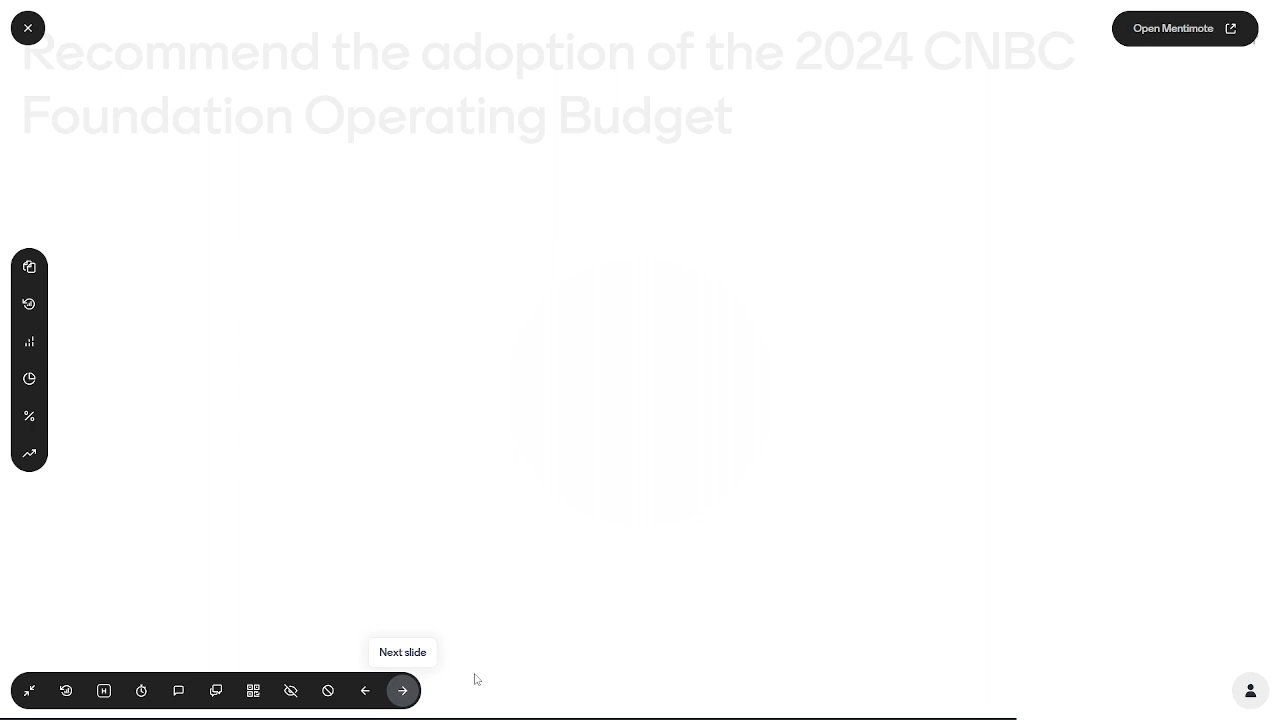 Open Mentimote
Recommend the adoption of the 2024 CNBC
Foundation Operating Budget
Next slide